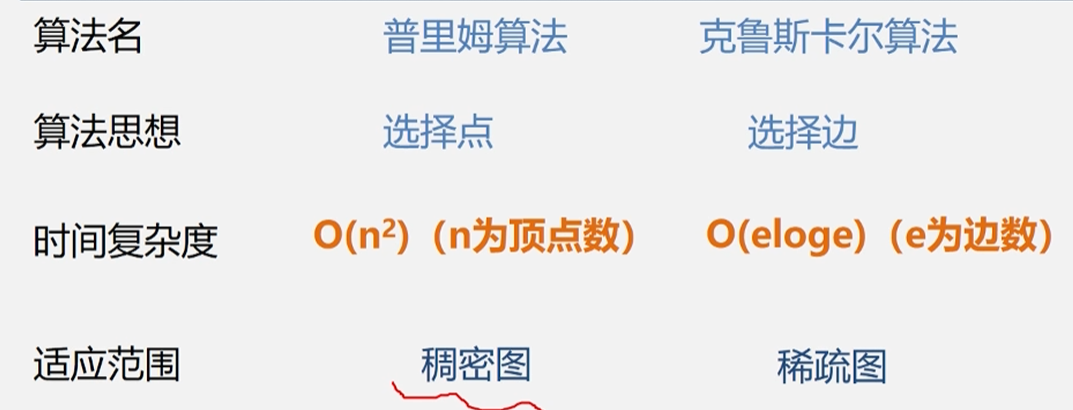 算法名 普里姆算法 克鲁斯卡尔算法
算法思想 选择点 选择边
时间复杂度 O(n²)（n为顶点数） O(eloge)（e为边数）
适应范围 稠密图 稀疏图